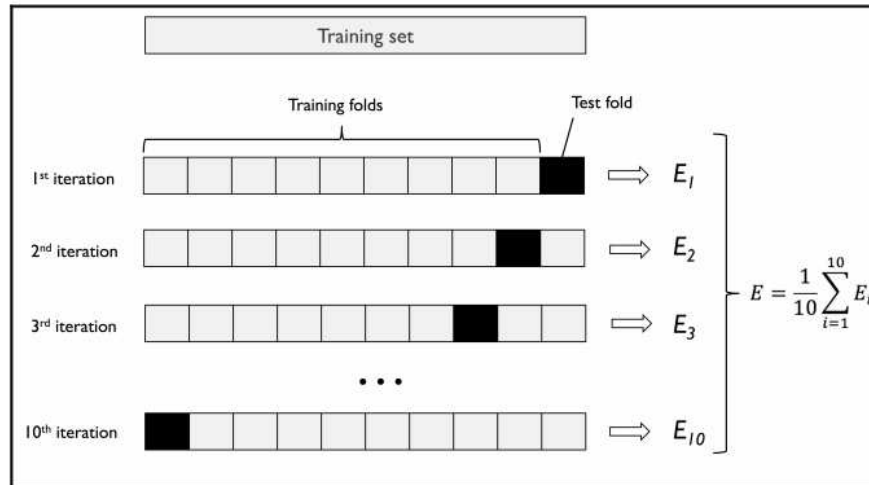 Training set
Training folds
Test fold
1st iteration
E1
2nd iteration
E2
E = 1/10 10∑i=1 Ei
3rd iteration
E3
• • •
10th iteration
E10